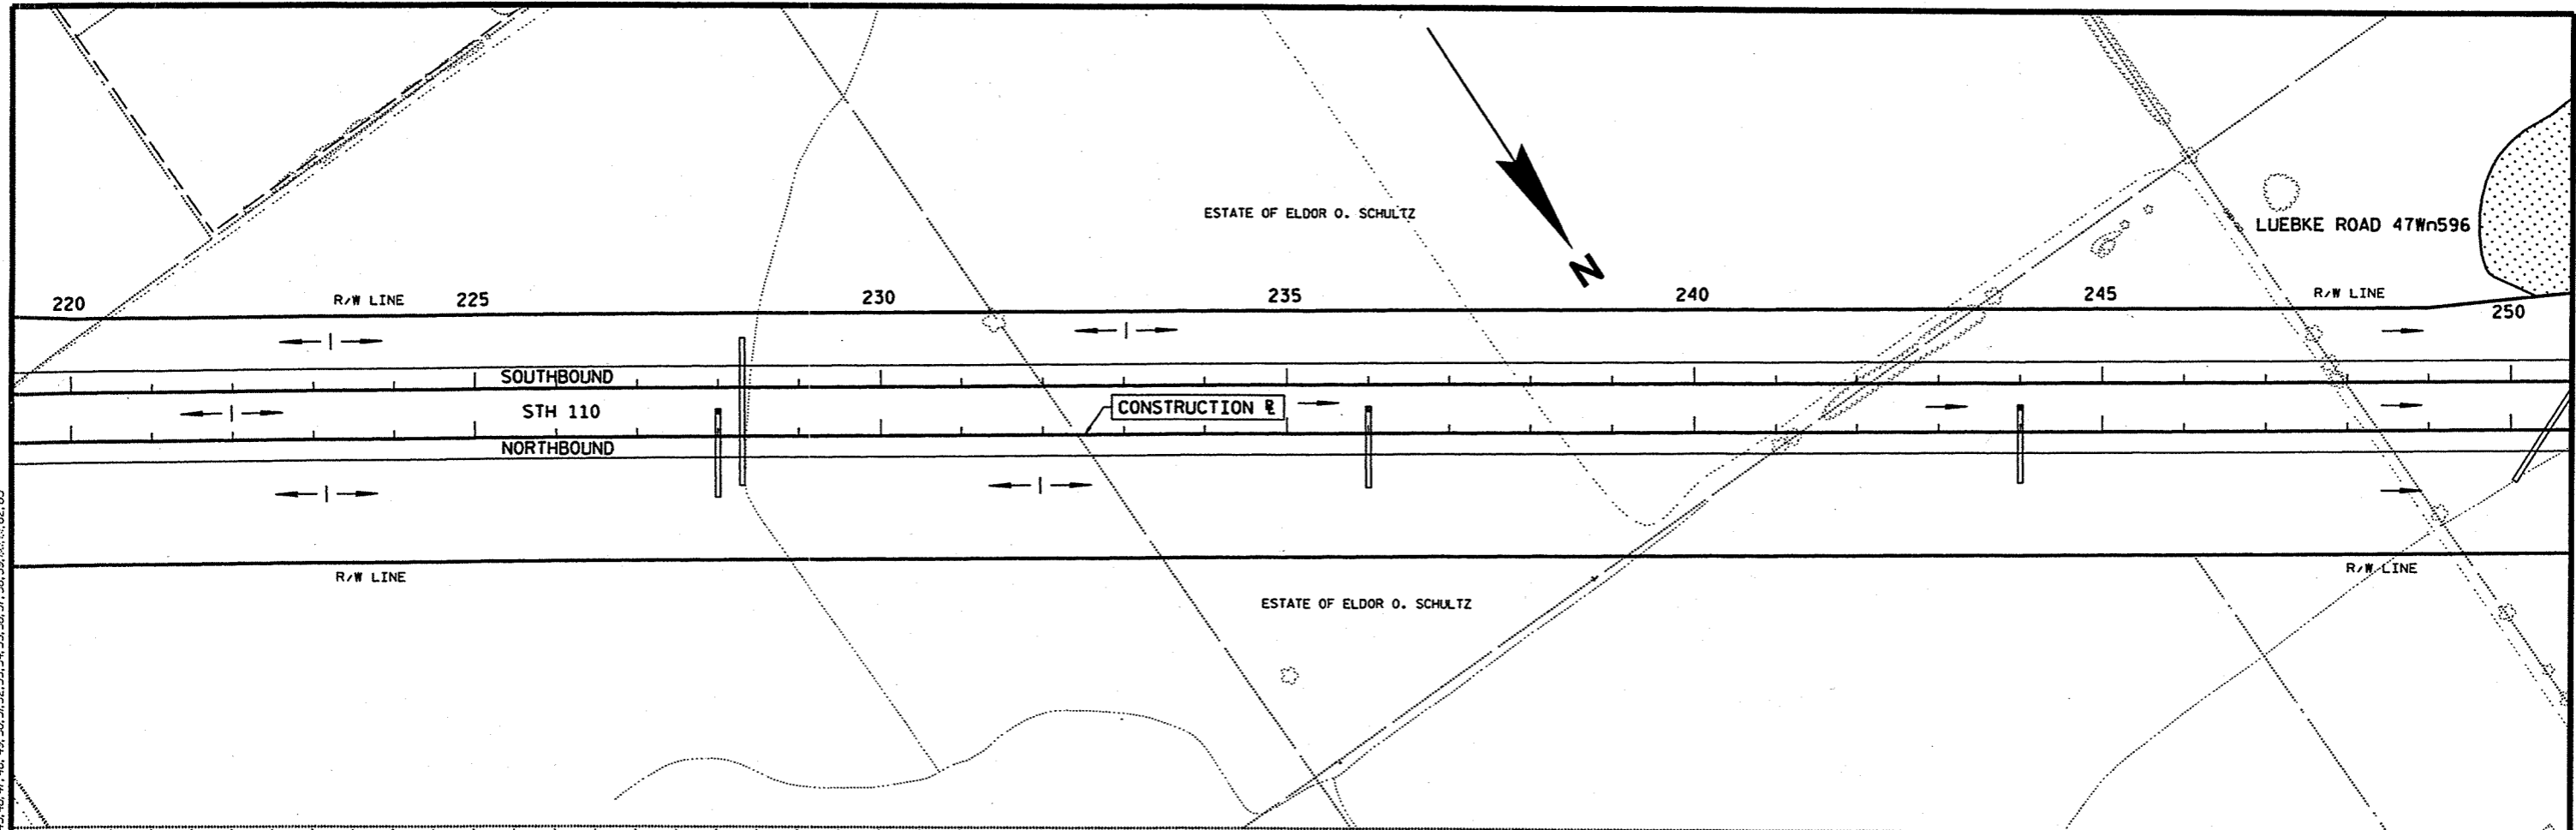 ESTATE OF ELDOR O. SCHULTZ
N
LUEBKE ROAD 47Wn596
220 R/W LINE 225 230 235 240 245 R/W LINE 250
SOUTHBOUND
STH 110
CONSTRUCTION
NORTHBOUND
R/W LINE
R/W LINE
ESTATE OF ELDOR O. SCHULTZ